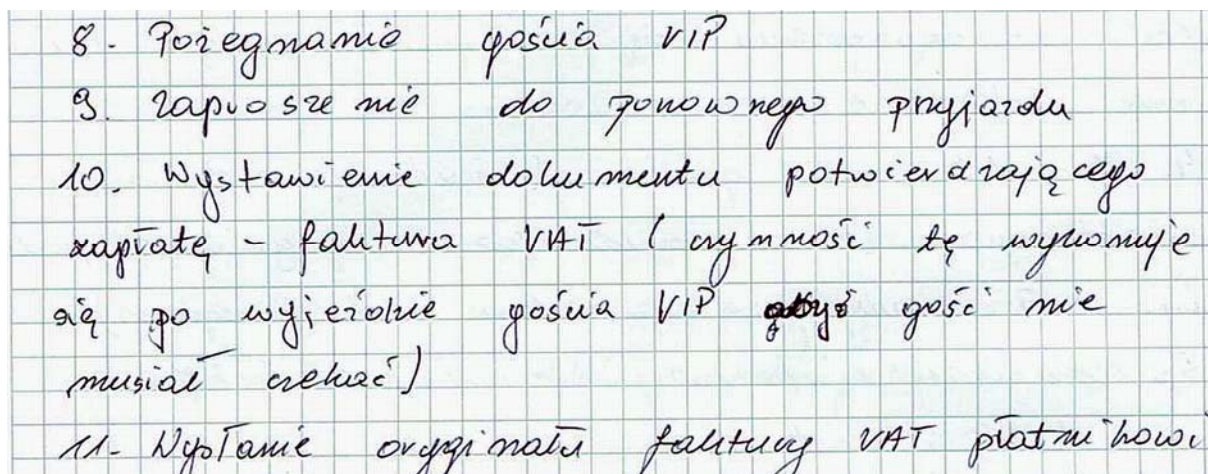 8. Pożegnanie gościa VIP
9. zaproszenie do ponownego przyjazdu
10. Wystawienie dokumentu potwierdzającego
zapłatę - faktura VAT (czynność tę wykonuje
się po wyjeździe gościa VIP gość nie
musiał czekać)
11. Wysłanie oryginału faktury VAT płatnikowi